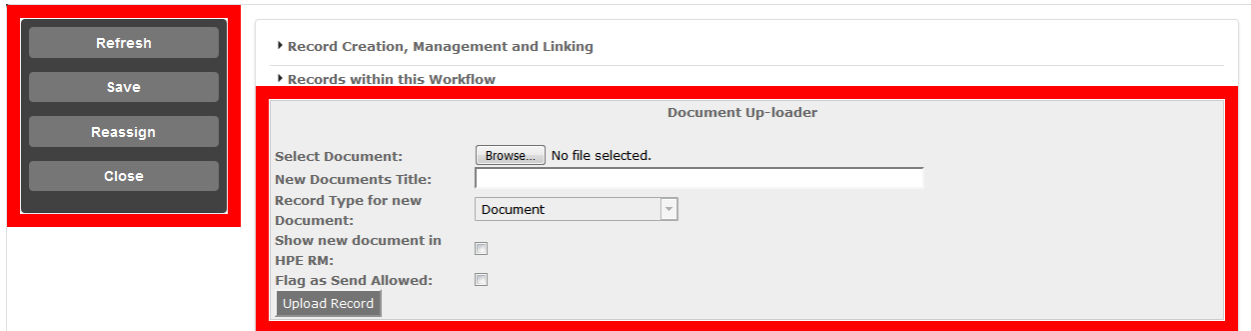 Refresh
Save
Reassign
Close
Record Creation, Management and Linking
Records within this Workflow
Document Up-loader
Select Document: Browse... No file selected.
New Documents Title:
Record Type for new
Document:
Document
Show new document in
HPE RM:
Flag as Send Allowed:
Upload Record